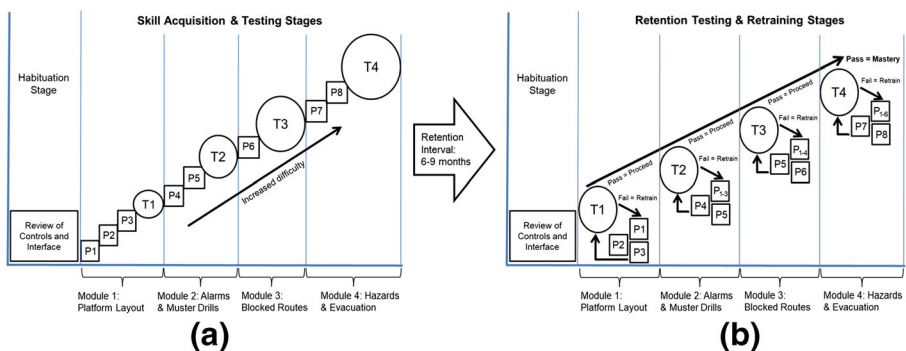 Skill Acquisition & Testing Stages
Habituation
Stage
Review of
Controls and
Interface
P1
P2
P3
T1
P4
P5
T2
P6
T3
P7
P8
T4
Increased difficulty
Module 1:
Platform Layout
Module 2: Alarms
& Muster Drills
Module 3:
Blocked Routes
Module 4: Hazards
& Evacuation
(a)
Retention
Interval:
6-9 months
Retention Testing & Retraining Stages
Habituation
Stage
Review of
Controls and
Interface
T1
Pass = Proceed
Fail = Retrain
P1
P2
P3
T2
Pass = Proceed
Fail = Retrain
P1-3
P4
P5
T3
Pass = Proceed
Fail = Retrain
P1-4
P5
P6
T4
Pass = Mastery
Fail = Retrain
P1-6
P7
P8
Module 1:
Platform Layout
Module 2: Alarms
& Muster Drills
Module 3:
Blocked Routes
Module 4: Hazards
& Evacuation
(b)